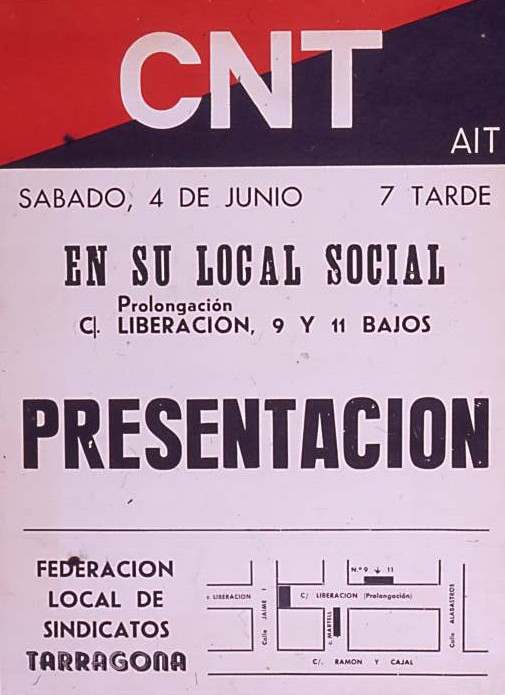 CNT
AIT
SABADO, 4 DE JUNIO 7 TARDE
EN SU LOCAL SOCIAL
Prolongación
C/. LIBERACION, 9 Y 11 BAJOS
PRESENTACION
FEDERACION
LOCAL DE
SINDICATOS
TARRAGONA
N.º 9 11
c. LIBERACION
Calle JAIME I
C/ LIBERACION (Prolongación)
c. MARTELL
Calle ALABASTROS
C/. RAMON Y CAJAL